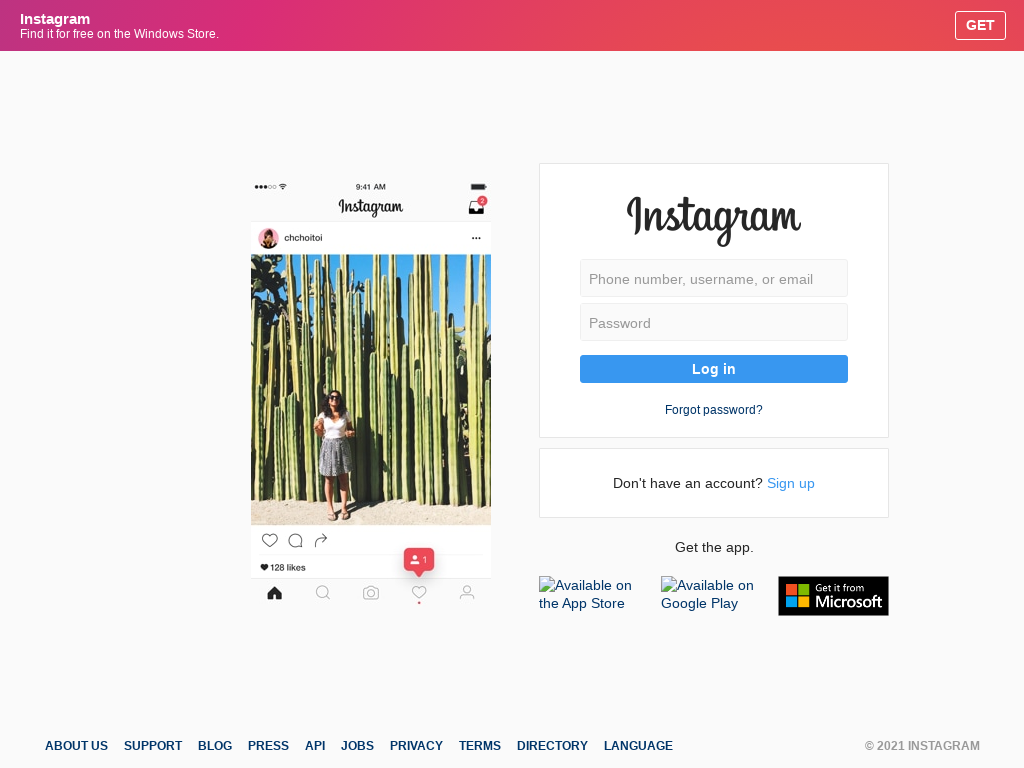 Instagram
Find it for free on the Windows Store.
GET
9:41 AM
Instagram
2
chchoitoi
1
128 likes
Instagram
Phone number, username, or email
Password
Log in
Forgot password?
Don't have an account? Sign up
Get the app.
Available on
the App Store
Available on
Google Play
Get it from
Microsoft
ABOUT US SUPPORT BLOG PRESS API JOBS PRIVACY TERMS DIRECTORY LANGUAGE
© 2021 INSTAGRAM